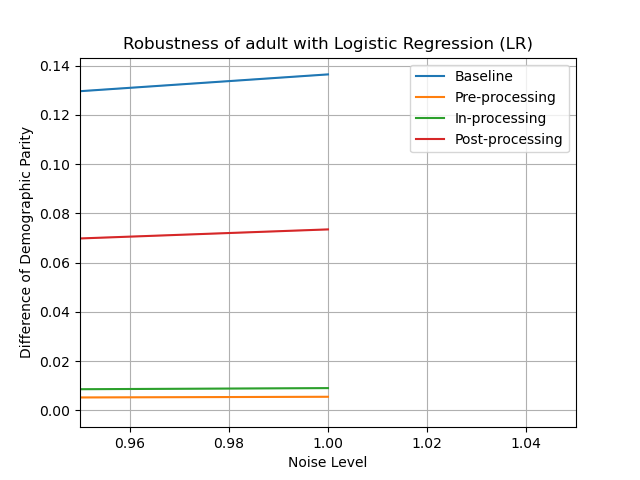 Robustness of adult with Logistic Regression (LR)
Difference of Demographic Parity
0.14
0.12
0.10
0.08
0.06
0.04
0.02
0.00
Baseline
Pre-processing
In-processing
Post-processing
0.96 0.98 1.00 1.02 1.04
Noise Level